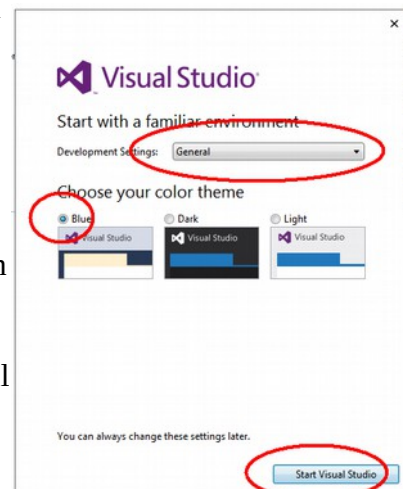 Visual Studio
Start with a familiar environment
Development Settings: General
Choose your color theme
Blue Dark Light
Visual Studio Visual Studio Visual Studio
You can always change these settings later.
Start Visual Studio